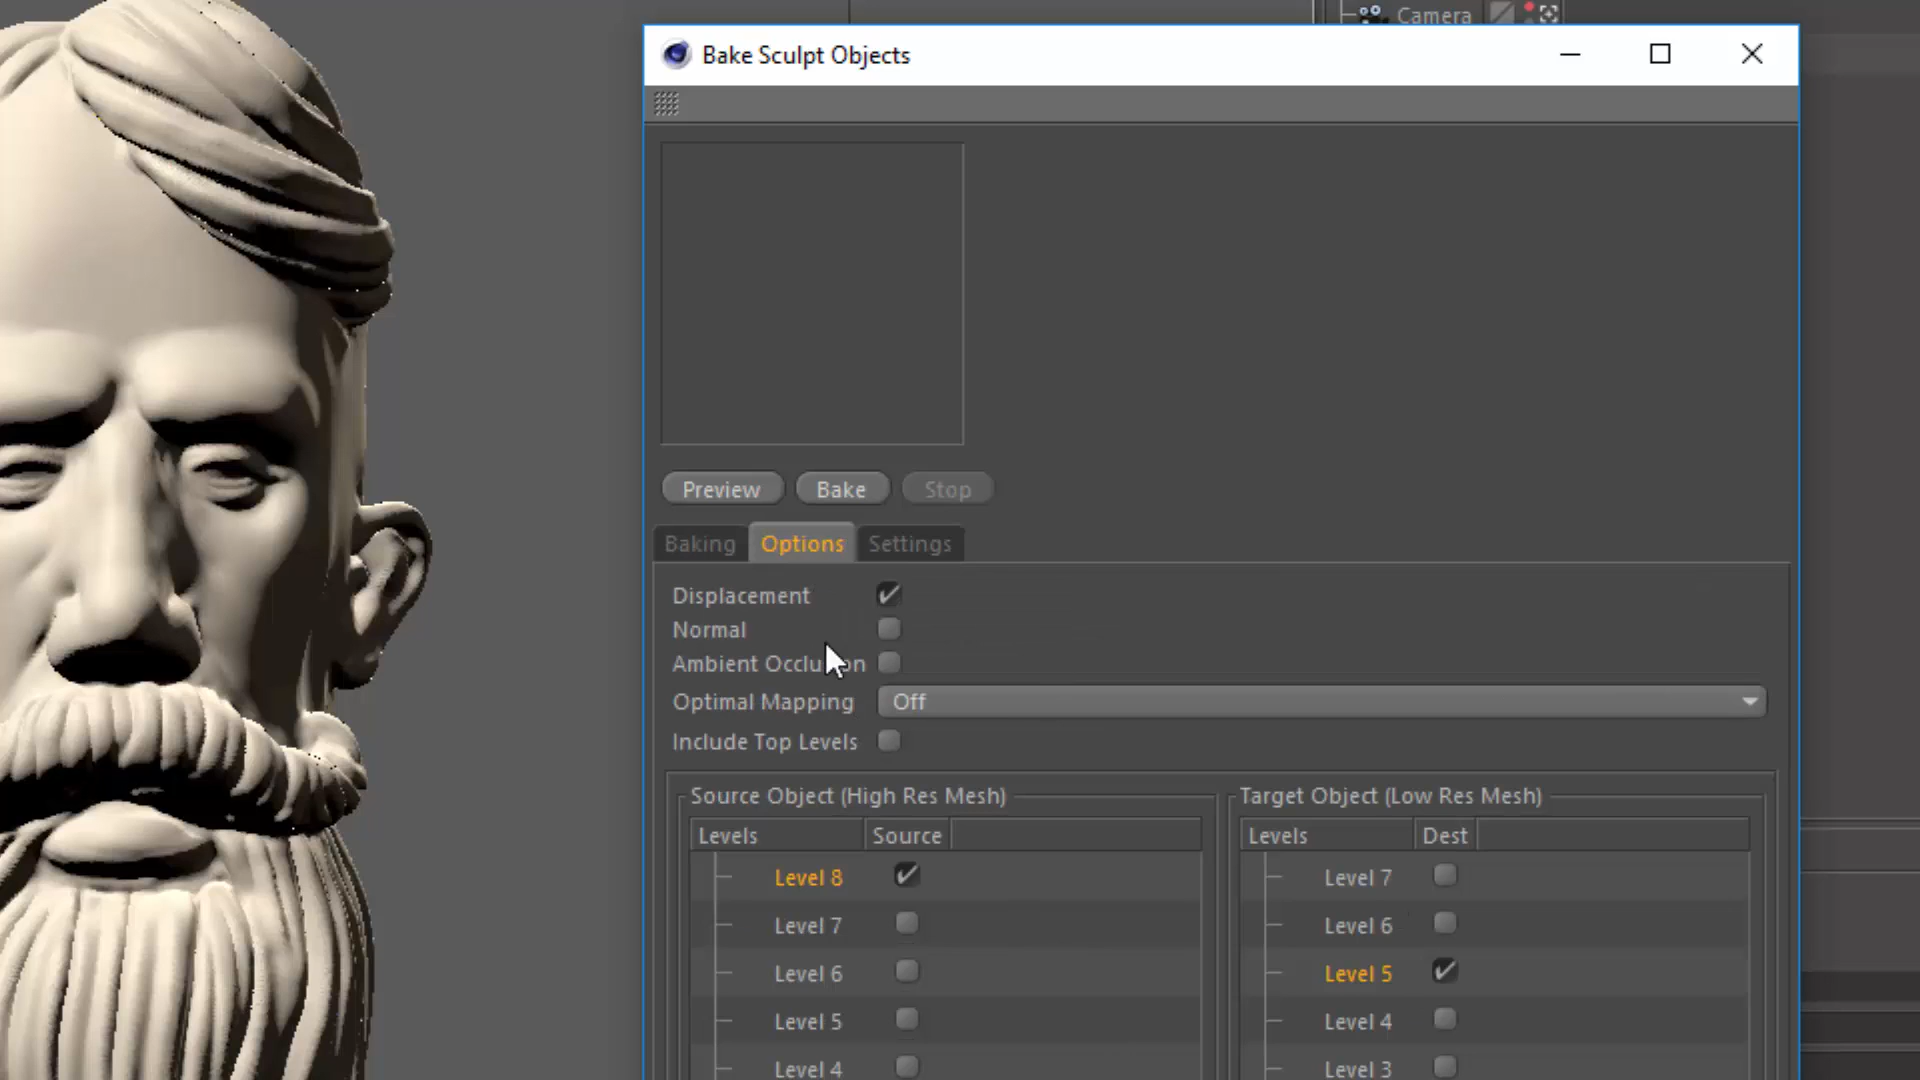 Camera
Bake Sculpt Objects
Preview Bake Stop
Baking Options Settings
Displacement
Normal
Ambient Occlusion
Optimal Mapping Off
Include Top Levels
Source Object (High Res Mesh) Target Object (Low Res Mesh)
Levels Source Levels Dest
Level 8 Level 7
Level 7 Level 6
Level 6 Level 5
Level 5 Level 4
Level 4 Level 3